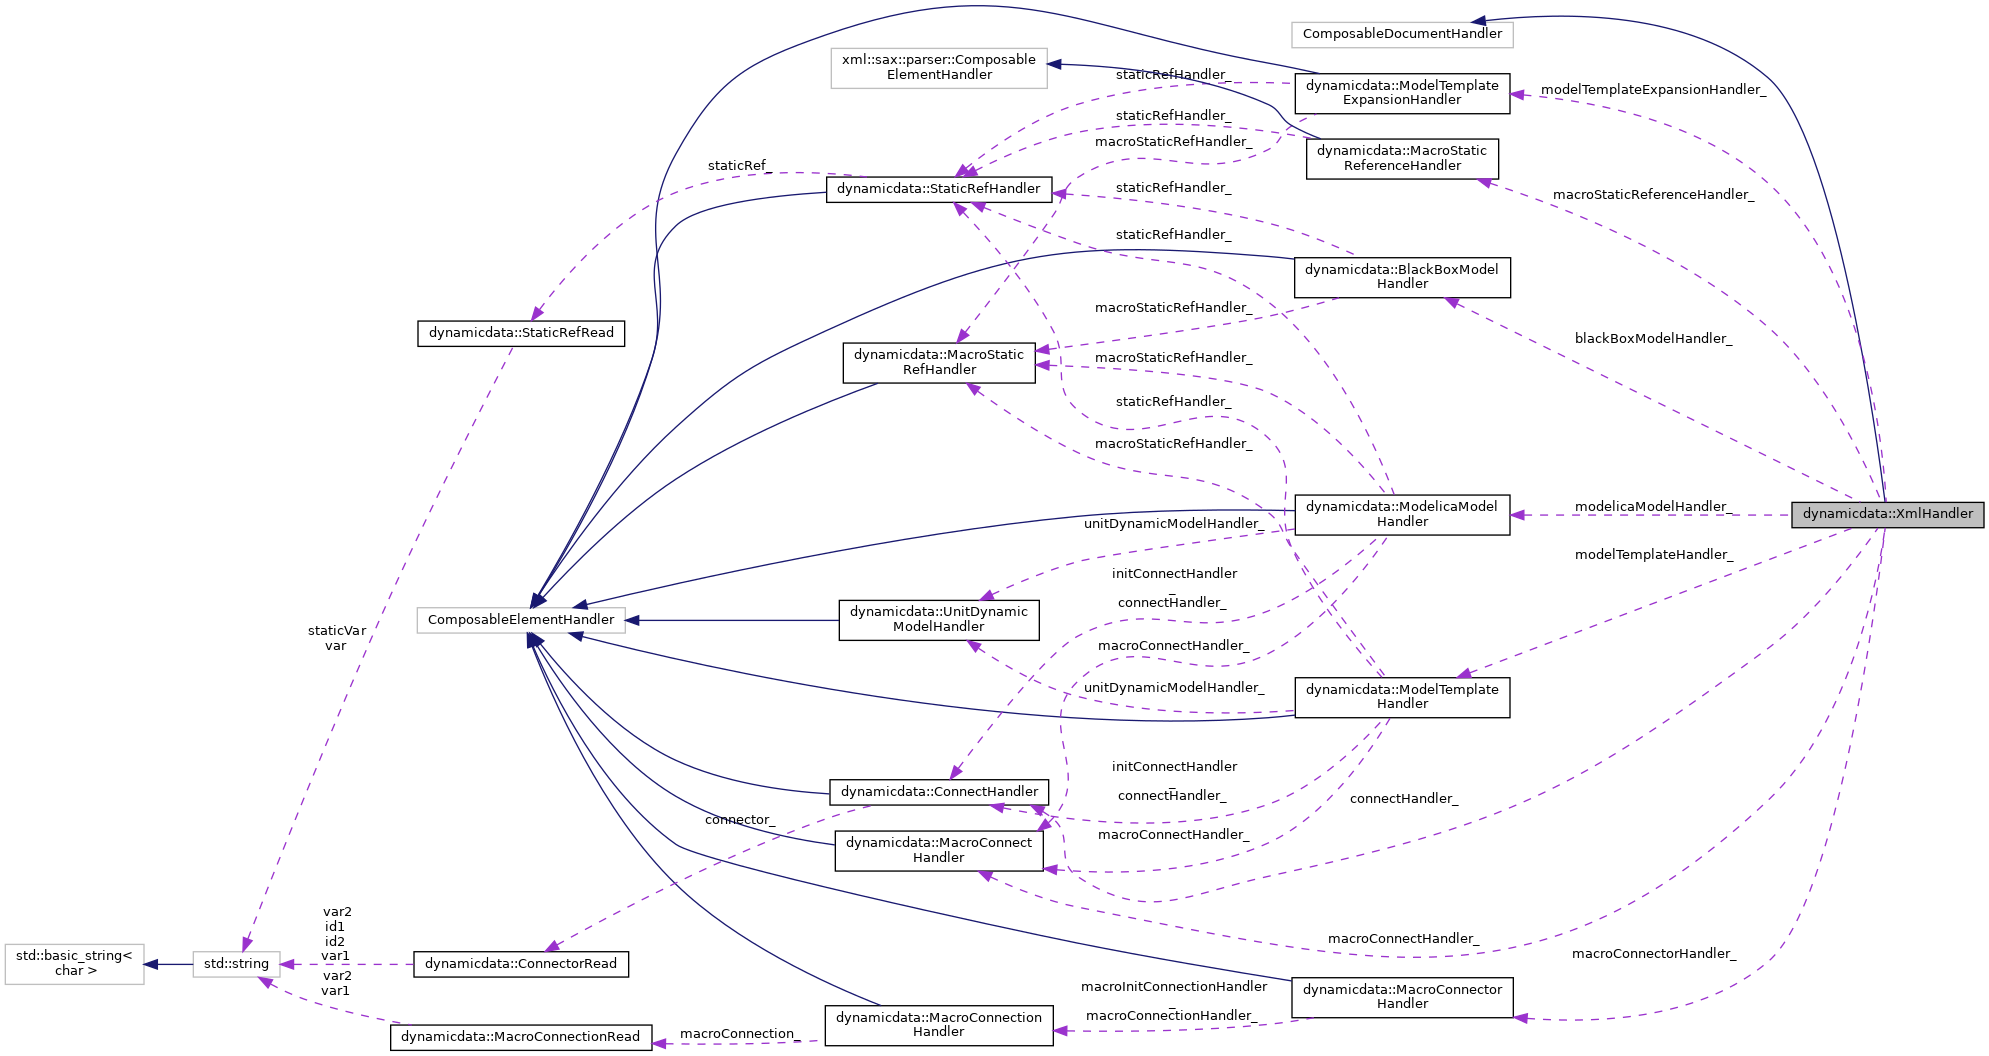 ComposableDocumentHandler
xml::sax::parser::Composable
ElementHandler
staticRefHandler_
dynamicdata::ModelTemplate
ExpansionHandler
modelTemplateExpansionHandler_
staticRefHandler_
macroStaticRefHandler_
dynamicdata::MacroStatic
ReferenceHandler
staticRef_
dynamicdata::StaticRefHandler
staticRefHandler_
macroStaticReferenceHandler_
staticRefHandler_
dynamicdata::BlackBoxModel
Handler
macroStaticRefHandler_
dynamicdata::StaticRefRead
blackBoxModelHandler_
dynamicdata::MacroStatic
RefHandler
macroStaticRefHandler_
staticRefHandler_
macroStaticRefHandler_
dynamicdata::ModelicaModel
Handler
modelicaModelHandler_
dynamicdata::XmlHandler
unitDynamicModelHandler_
modelTemplateHandler_
initConnectHandler
_
connectHandler_
ComposableElementHandler
dynamicdata::UnitDynamic
ModelHandler
staticVar
var
macroConnectHandler_
unitDynamicModelHandler_
dynamicdata::ModelTemplate
Handler
initConnectHandler
_
connectHandler_
dynamicdata::ConnectHandler
connectHandler_
connector_
macroConnectHandler_
dynamicdata::MacroConnect
Handler
var2
id1
id2
var1
macroConnectHandler_
macroConnectorHandler_
std::basic_string<
char >
std::string
dynamicdata::ConnectorRead
var2
var1
macroInitConnectionHandler
_
macroConnectionHandler_
dynamicdata::MacroConnector
Handler
dynamicdata::MacroConnectionRead
macroConnection_
dynamicdata::MacroConnection
Handler